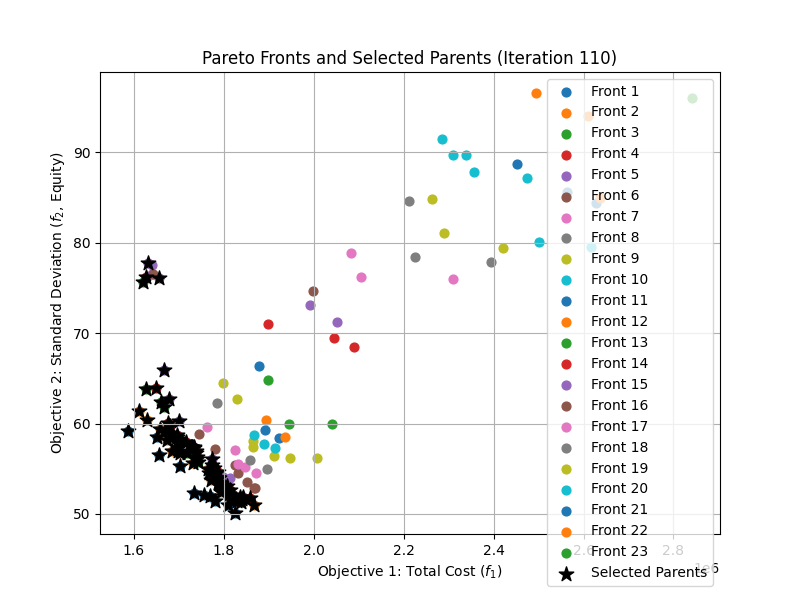 Pareto Fronts and Selected Parents (Iteration 110)
Objective 2: Standard Deviation (f₂, Equity)
90
80
70
60
50
1.6 1.8 2.0 2.2 2.4 2.6 2.8
1e6
Objective 1: Total Cost (f₁)
Front 1
Front 2
Front 3
Front 4
Front 5
Front 6
Front 7
Front 8
Front 9
Front 10
Front 11
Front 12
Front 13
Front 14
Front 15
Front 16
Front 17
Front 18
Front 19
Front 20
Front 21
Front 22
Front 23
Selected Parents